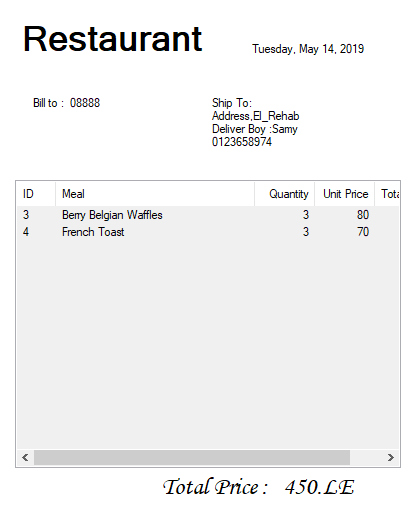 Restaurant
Tuesday, May 14, 2019
Bill to : 08888
Ship To:
Address,El_Rehab
Deliver Boy :Samy
0123658974
ID Meal Quantity Unit Price Tota
3 Berry Belgian Waffles 3 80
4 French Toast 3 70
Total Price : 450.LE